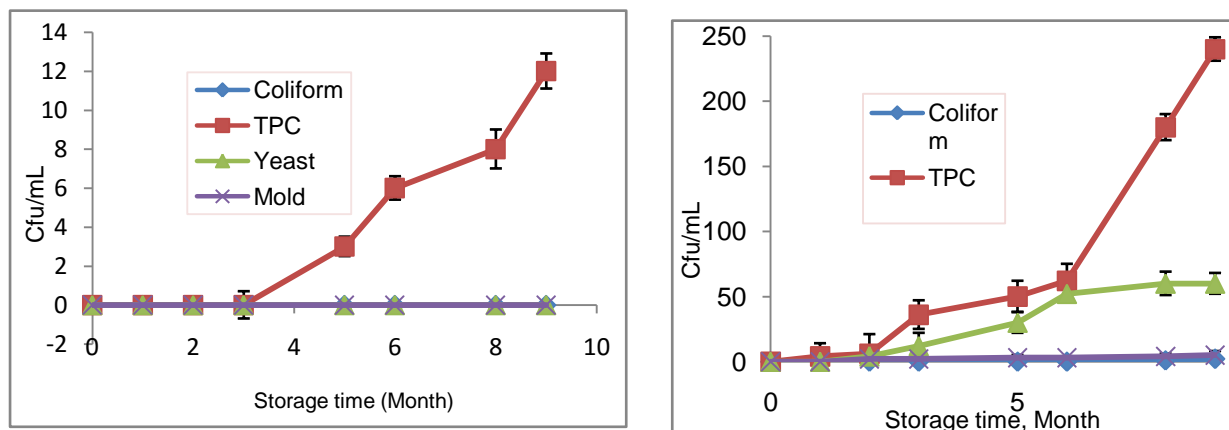 14
12
10
8
6
4
2
0
-2
Cfu/mL
Coliform
TPC
Yeast
Mold
0 2 4 6 8 10
Storage time (Month)
250
200
150
100
50
0
Cfu/mL
Colifor
m
TPC
0 5
Storage time, Month